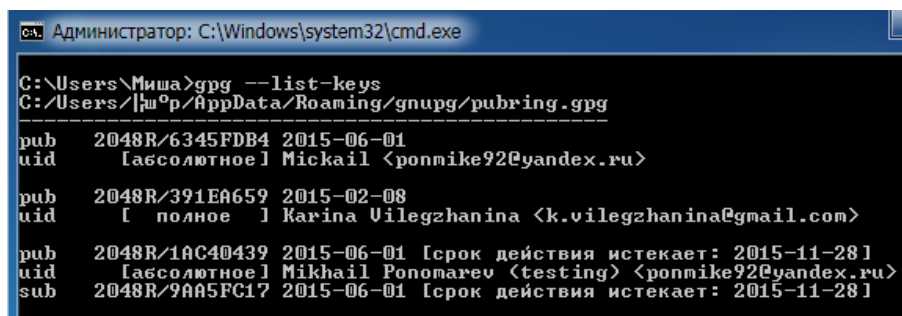 Администратор: C:\Windows\system32\cmd.exe
C:\Users\Миша>gpg --list-keys
C:/Users/╠ш°р/AppData/Roaming/gnupg/pubring.gpg
-----------------------------------------------
pub 2048R/6345FDB4 2015-06-01
uid [абсолютное] Mickail <ponmike92@yandex.ru>
pub 2048R/391EA659 2015-02-08
uid [ полное ] Karina Vilegzhanina <k.vilegzhanina@gmail.com>
pub 2048R/1AC40439 2015-06-01 [срок действия истекает: 2015-11-28]
uid [абсолютное] Mikhail Ponomarev (testing) <ponmike92@yandex.ru>
sub 2048R/9AA5FC17 2015-06-01 [срок действия истекает: 2015-11-28]